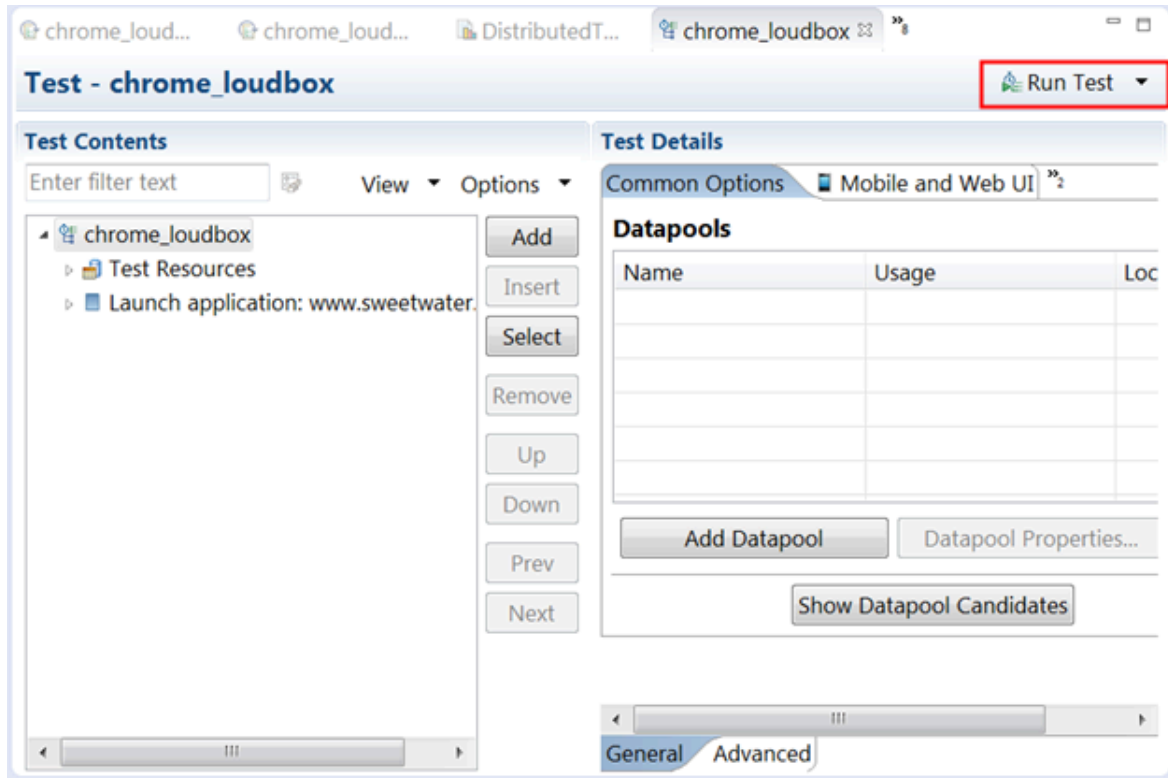 chrome_loud... chrome_loud... DistributedT... chrome_loudbox »8
Test - chrome_loudbox Run Test
Test Contents
Enter filter text View Options
chrome_loudbox
Test Resources
Launch application: www.sweetwater.
Add
Insert
Select
Remove
Up
Down
Prev
Next
Test Details
Common Options Mobile and Web UI »2
Datapools
Name Usage Loc
Add Datapool Datapool Properties...
Show Datapool Candidates
General Advanced